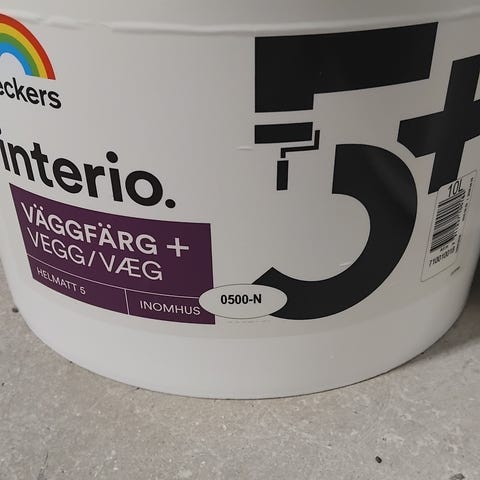 eckers
interio.
5+
VÄGGFÄRG +
VEGG/VÆG
HELMATT 5
INOMHUS
0500-N
10L